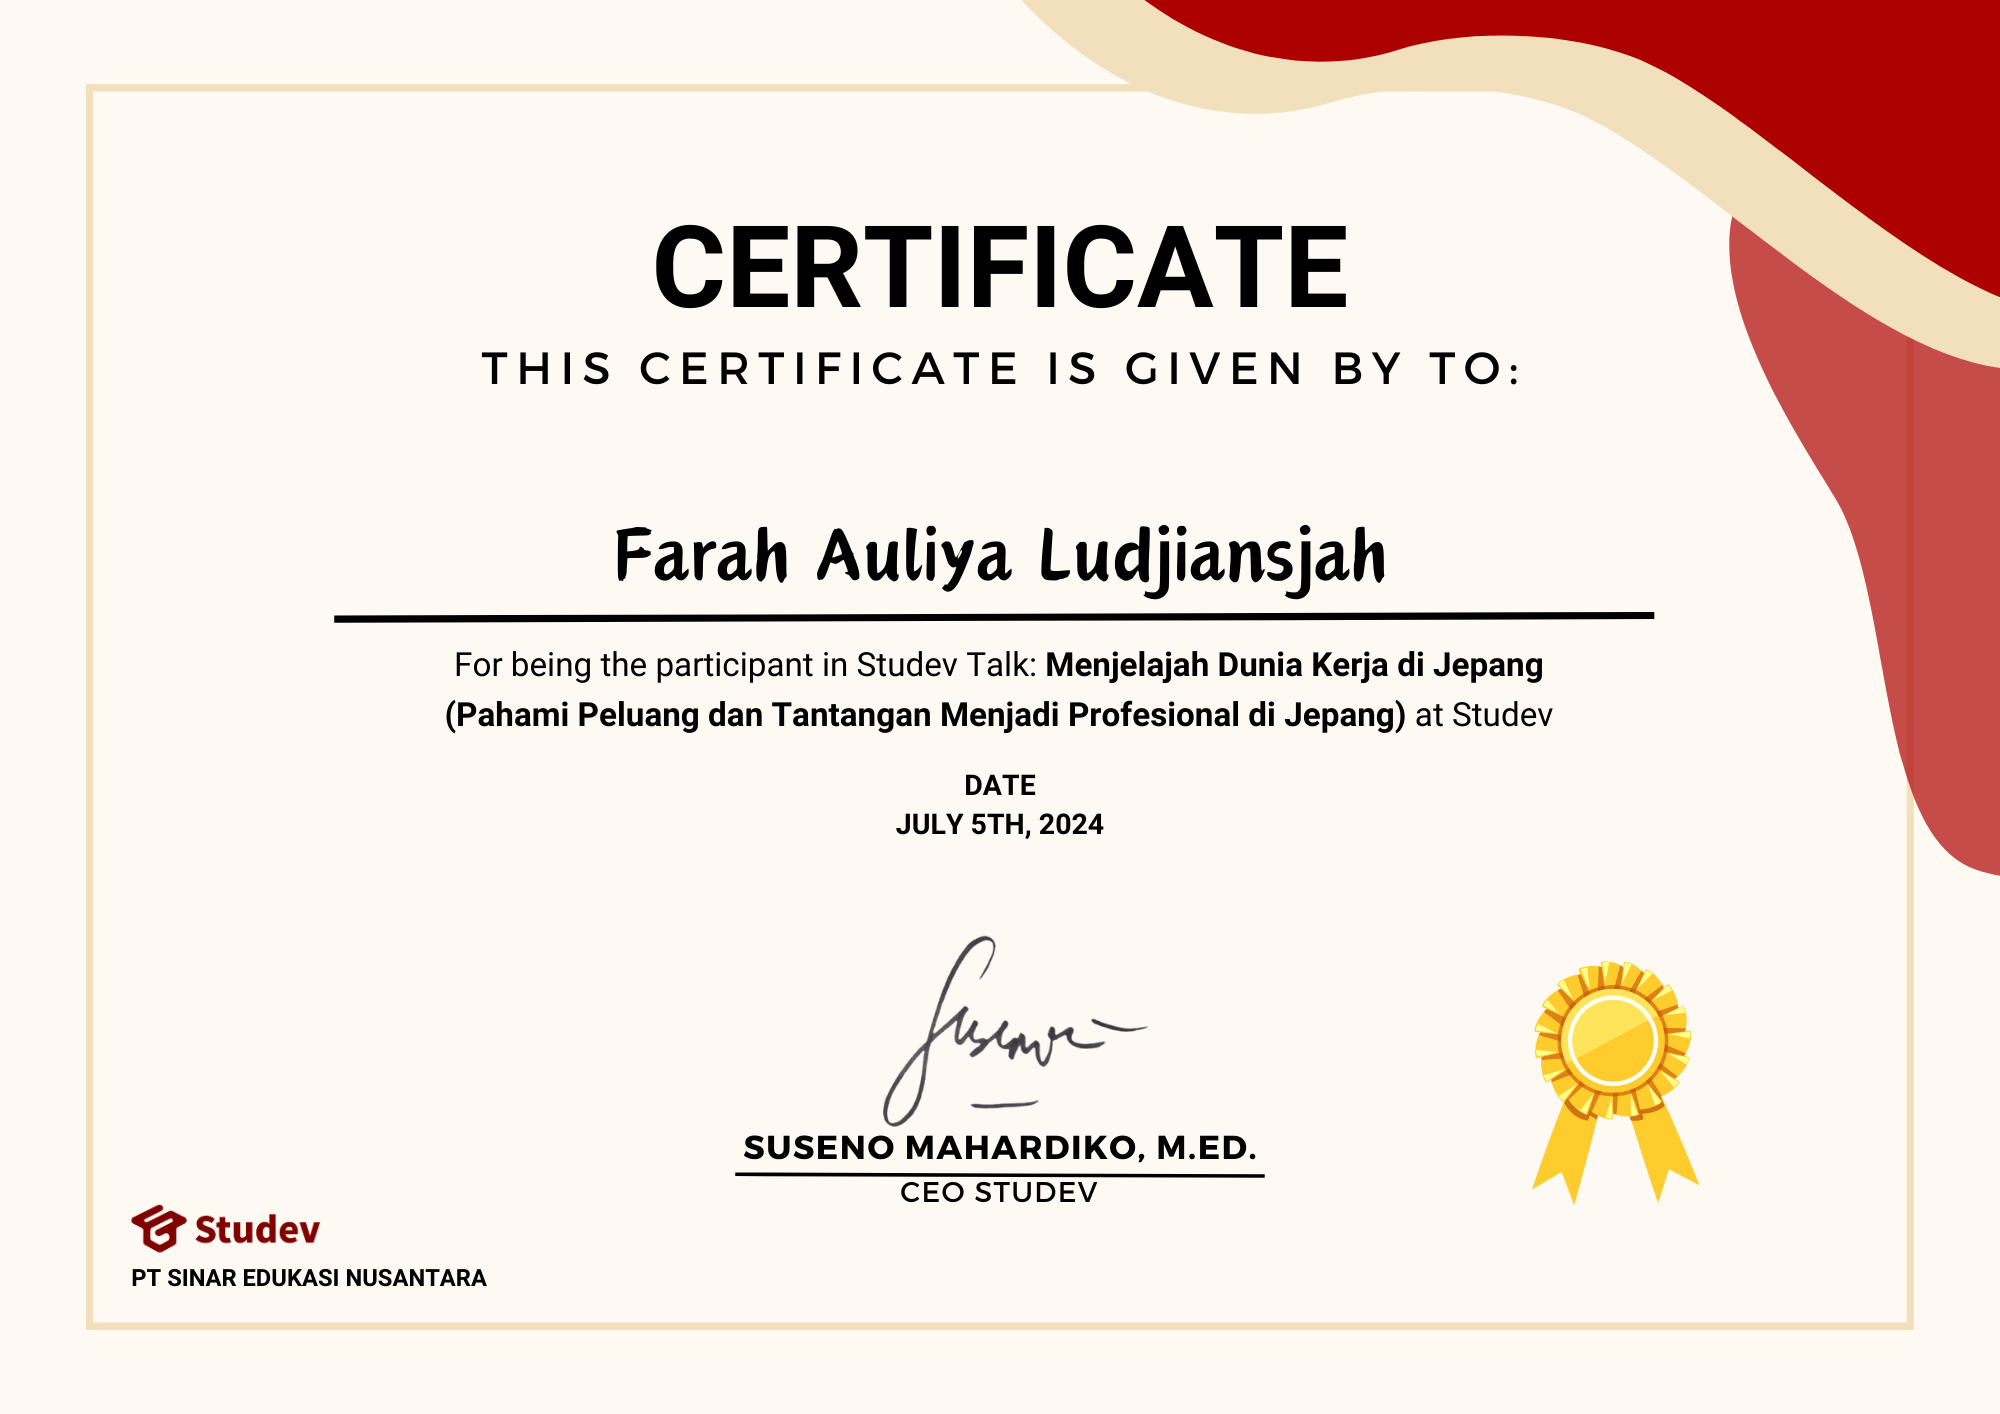 CERTIFICATE
THIS CERTIFICATE IS GIVEN BY TO:
Farah Auliya Ludjiansjah
For being the participant in Studev Talk: Menjelajah Dunia Kerja di Jepang
(Pahami Peluang dan Tantangan Menjadi Profesional di Jepang) at Studev
DATE
JULY 5TH, 2024
Suseno
SUSENO MAHARDIKO, M.ED.
CEO STUDEV
Studev
PT SINAR EDUKASI NUSANTARA